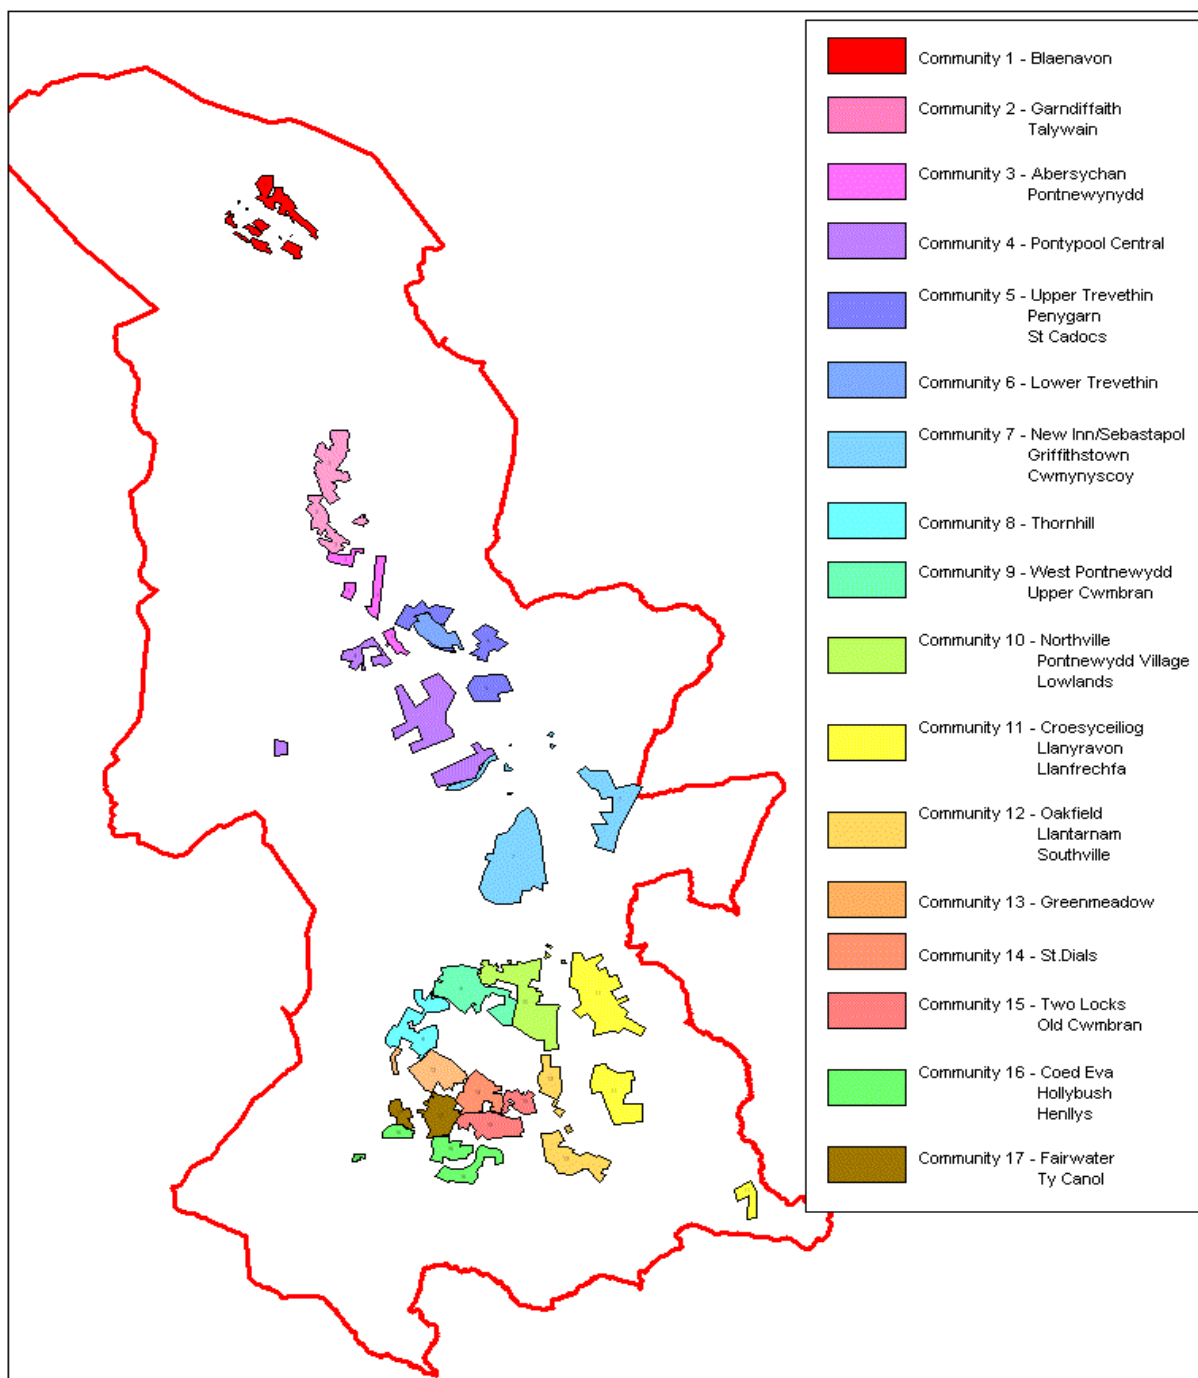 Community 1 - Blaenavon
Community 2 - Garndiffaith
Talywain
Community 3 - Abersychan
Pontnewynydd
Community 4 - Pontypool Central
Community 5 - Upper Trevethin
Penygarn
St Cadocs
Community 6 - Lower Trevethin
Community 7 - New Inn/Sebastapol
Griffithstown
Cwmynyscoy
Community 8 - Thornhill
Community 9 - West Pontnewydd
Upper Cwmbran
Community 10 - Northville
Pontnewydd Village
Lowlands
Community 11 - Croesyceiliog
Llanyravon
Llanfrechfa
Community 12 - Oakfield
Llantarnam
Southville
Community 13 - Greenmeadow
Community 14 - St.Dials
Community 15 - Two Locks
Old Cwmbran
Community 16 - Coed Eva
Hollybush
Henllys
Community 17 - Fairwater
Ty Canol